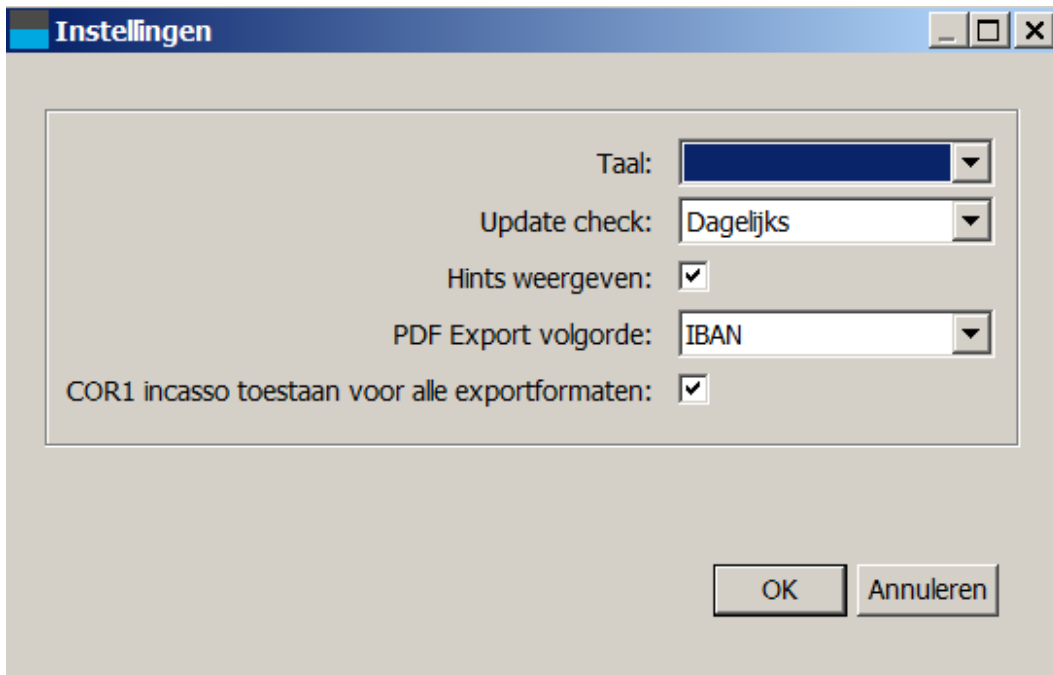 Instellingen
Taal:
Update check: Dagelijks
Hints weergeven:
PDF Export volgorde: IBAN
COR1 incasso toestaan voor alle exportformaten:
OK Annuleren